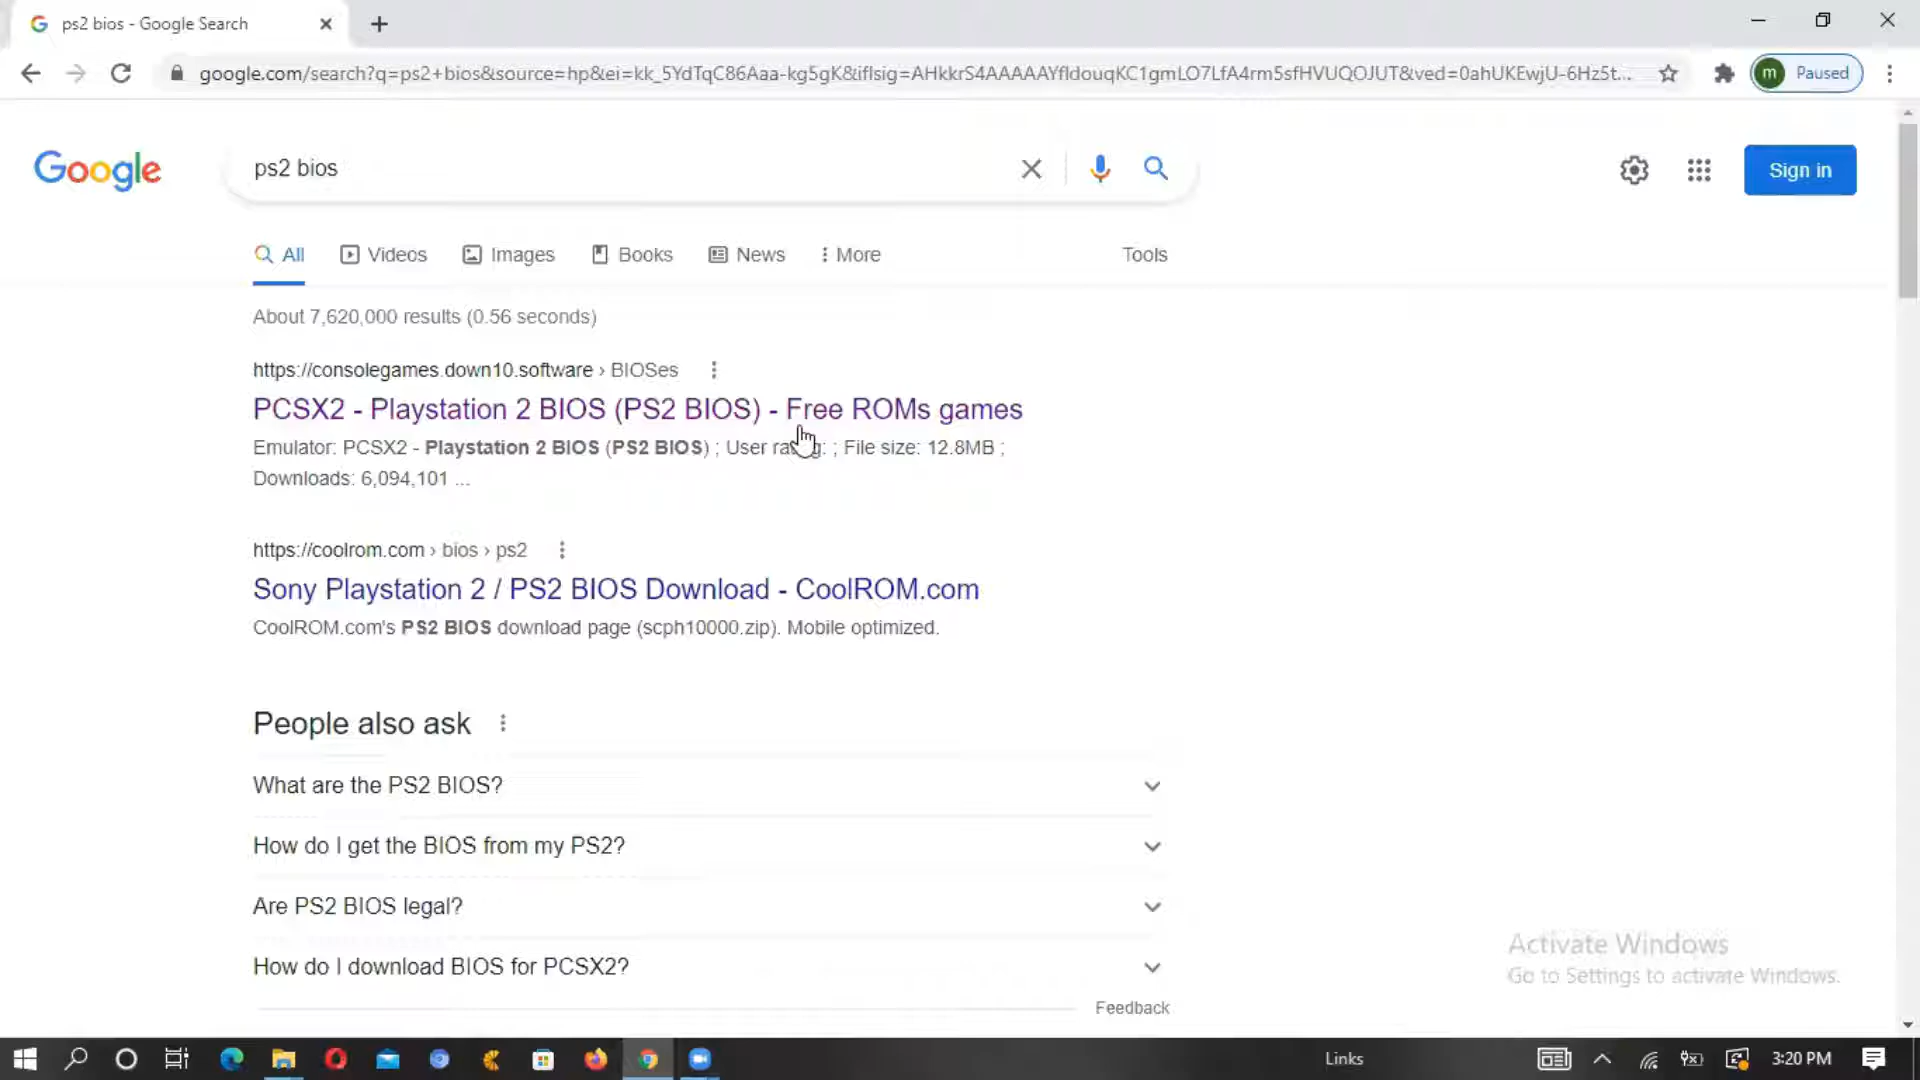 ps2 bios - Google Search
google.com/search?q=ps2+bios&source=hp&ei=kk_5YdTqC86Aaa-kg5gK&iflsig=AHkkrS4AAAAAYfldouqKC1gmLO7LfA4rm5sfHVUQOJUT&ved=0ahUKEwjU-6Hz5t...
m Paused
Google
ps2 bios
Sign in
All Videos Images Books News More Tools
About 7,620,000 results (0.56 seconds)
https://consolegames.down10.software › BIOSes
PCSX2 - Playstation 2 BIOS (PS2 BIOS) - Free ROMs games
Emulator: PCSX2 - Playstation 2 BIOS (PS2 BIOS) ; User rating: ; File size: 12.8MB ;
Downloads: 6,094,101 ...
https://coolrom.com › bios › ps2
Sony Playstation 2 / PS2 BIOS Download - CoolROM.com
CoolROM.com's PS2 BIOS download page (scph10000.zip). Mobile optimized.
People also ask
What are the PS2 BIOS?
How do I get the BIOS from my PS2?
Are PS2 BIOS legal?
How do I download BIOS for PCSX2?
Feedback
Activate Windows
Go to Settings to activate Windows.
Links
3:20 PM